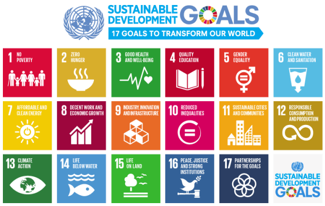 SUSTAINABLE
DEVELOPMENT GOALS
17 GOALS TO TRANSFORM OUR WORLD
1 NO POVERTY
2 ZERO HUNGER
3 GOOD HEALTH AND WELL-BEING
4 QUALITY EDUCATION
5 GENDER EQUALITY
6 CLEAN WATER AND SANITATION
7 AFFORDABLE AND CLEAN ENERGY
8 DECENT WORK AND ECONOMIC GROWTH
9 INDUSTRY, INNOVATION AND INFRASTRUCTURE
10 REDUCED INEQUALITIES
11 SUSTAINABLE CITIES AND COMMUNITIES
12 RESPONSIBLE CONSUMPTION AND PRODUCTION
13 CLIMATE ACTION
14 LIFE BELOW WATER
15 LIFE ON LAND
16 PEACE, JUSTICE AND STRONG INSTITUTIONS
17 PARTNERSHIPS FOR THE GOALS
SUSTAINABLE
DEVELOPMENT
GOALS